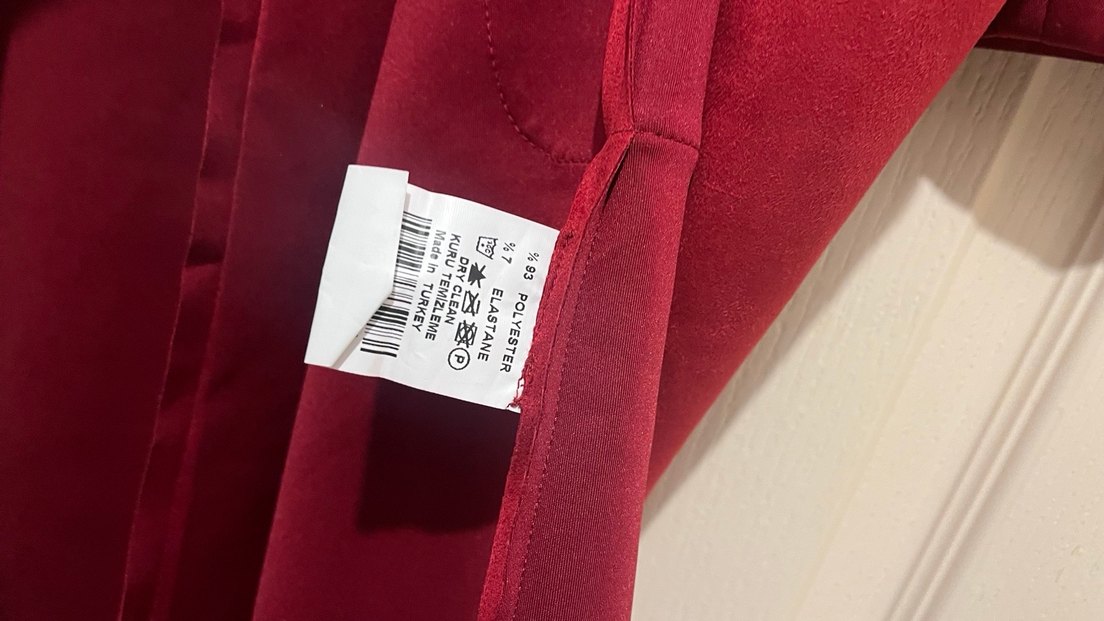 % 93 POLYESTER
% 7 ELASTANE
P
DRY CLEAN
KURU TEMİZLEME
Made in TURKEY